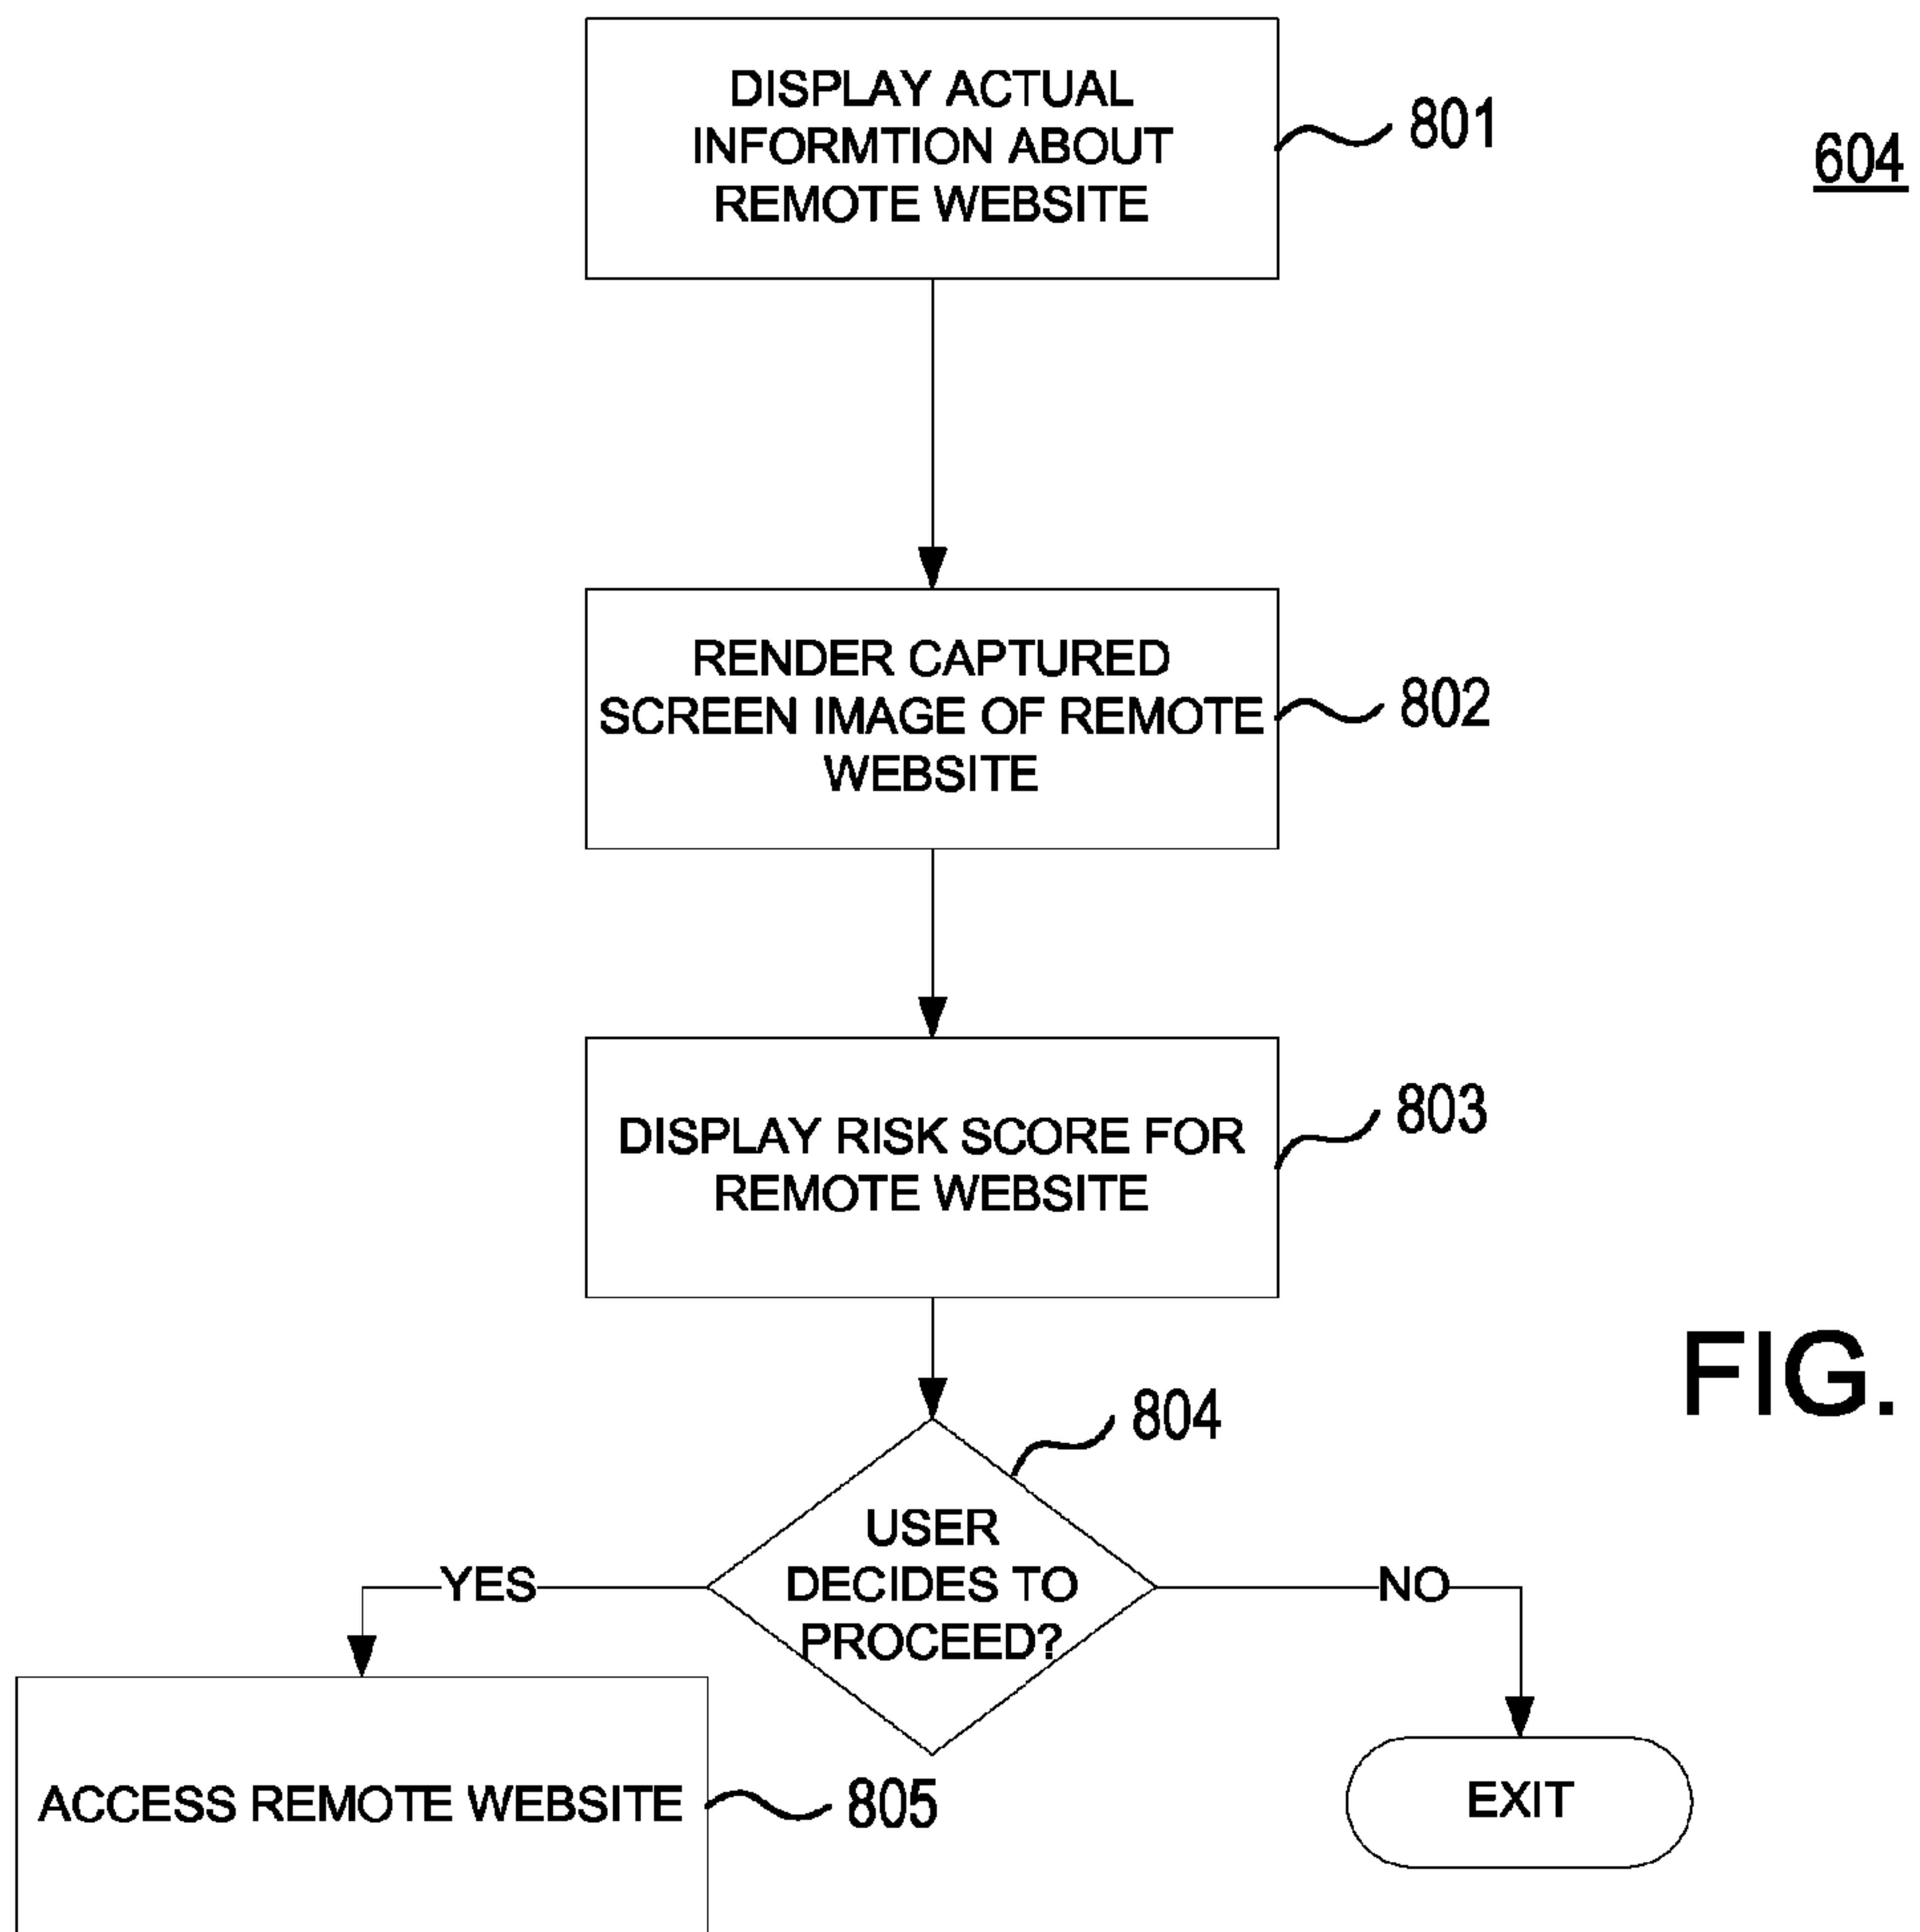 DISPLAY ACTUAL
INFORMTION ABOUT
REMOTE WEBSITE
801
604
RENDER CAPTURED
SCREEN IMAGE OF REMOTE
WEBSITE
802
DISPLAY RISK SCORE FOR
REMOTE WEBSITE
803
FIG.
804
USER
DECIDES TO
PROCEED?
YES
NO
ACCESS REMOTE WEBSITE
805
EXIT